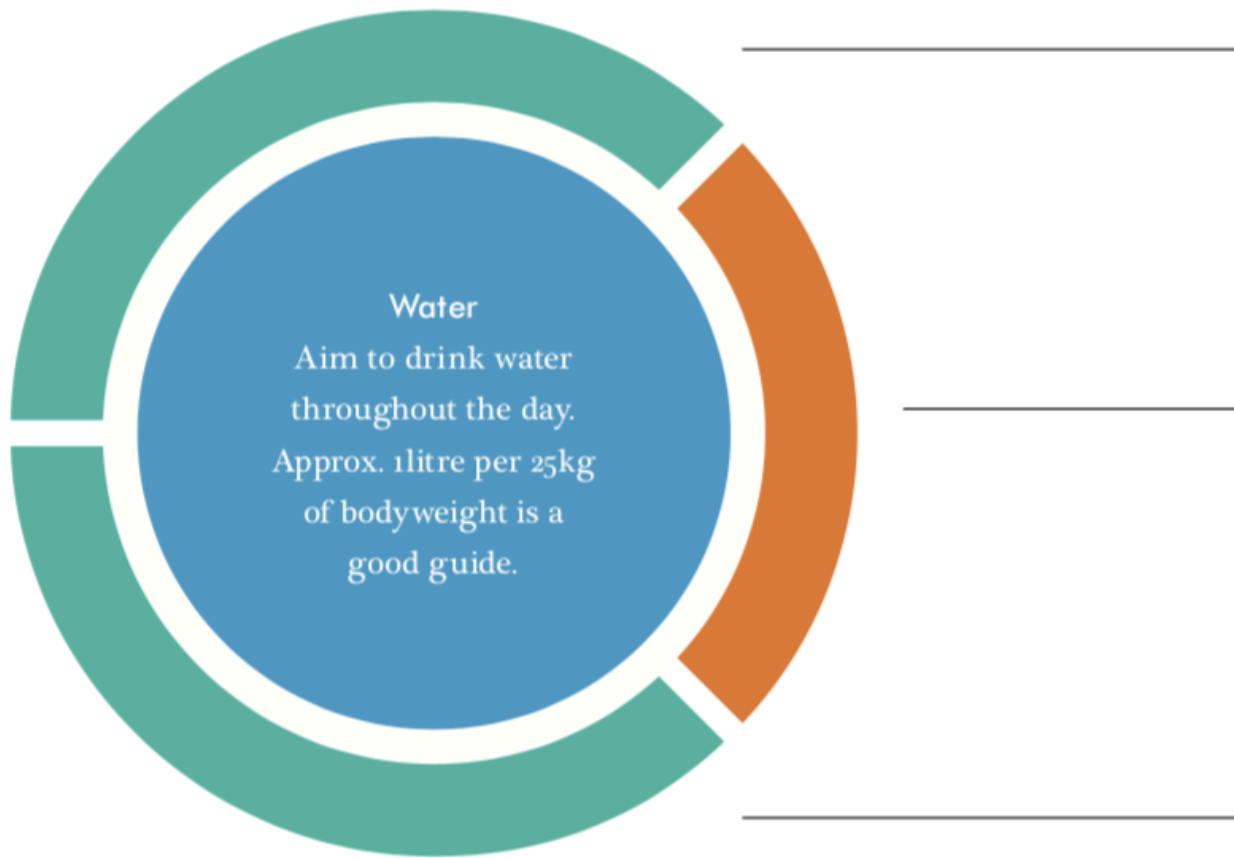 Water
Aim to drink water
throughout the day.
Approx. 1litre per 25kg
of bodyweight is a
good guide.